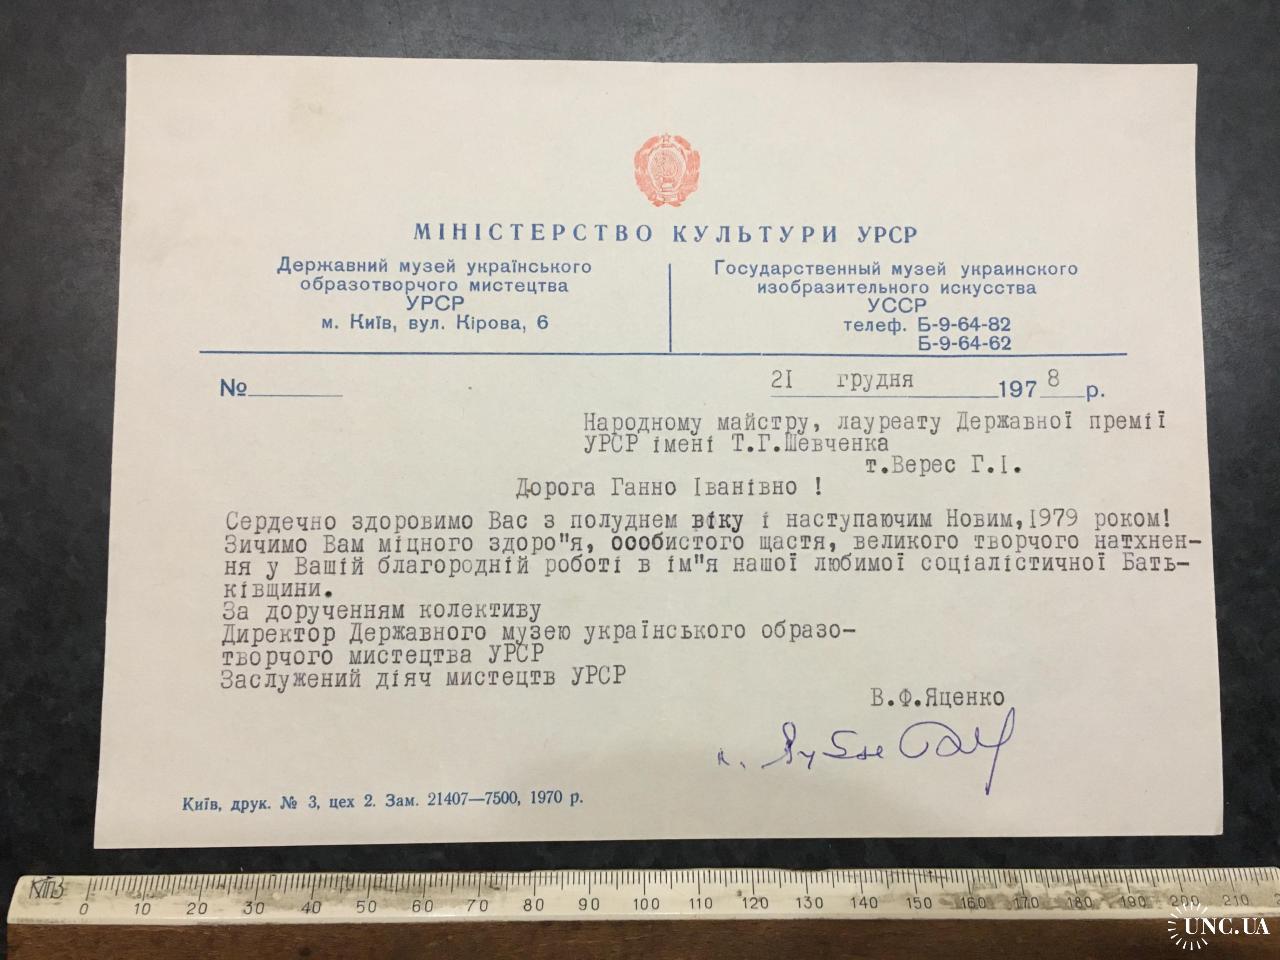 МІНІСТЕРСТВО КУЛЬТУРИ УРСР
Державний музей українського
образотворчого мистецтва
УРСР
м. Київ, вул. Кірова, 6
Государственный музей украинского
изобразительного искусства
УССР
телеф. Б-9-64-82
Б-9-64-62
№
2I грудня 1978 р.
Народному майстру, лауреату Державної премії
УРСР імені Т.Г.Шевченка
т.Верес Г.І.
Дорога Ганно Іванівно !
Сердечно здоровимо Вас з полуднем віку і наступаючим Новим,I979 роком!
Зичимо Вам міцного здоро"я, особистого щастя, великого творчого натхнен-
ня у Вашій благородній роботі в ім"я нашої любимої соціалістичної Бать-
ківщини.
За дорученням колективу
Директор Державного музею українського образо-
творчого мистецтва УРСР
Заслужений діяч мистецтв УРСР
В.Ф.Яценко
Київ, друк. № 3, цех 2. Зам. 21407—7500, 1970 р.
0 10 20 30 40 50 60 70 80 90 100 110 120 130 140 150 160 170 180 190 200 210
UNC.UA